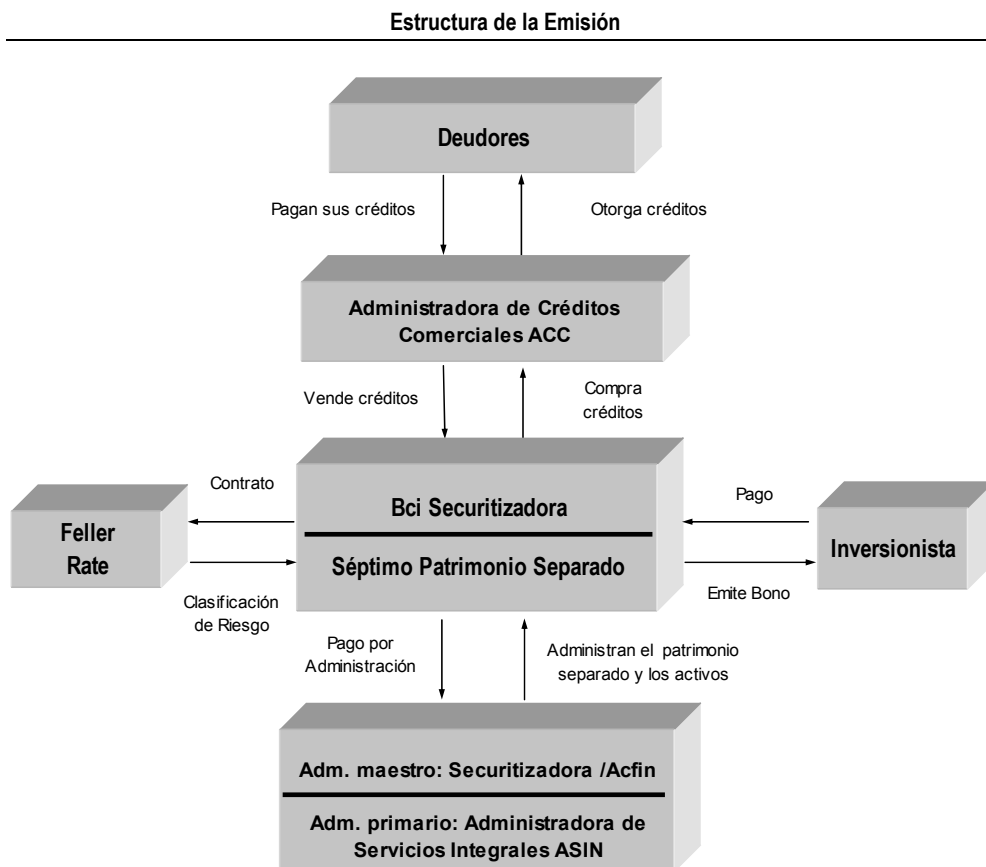 Estructura de la Emisión
Deudores
Pagan sus créditos
Otorga créditos
Administradora de Créditos
Comerciales ACC
Vende créditos
Compra
créditos
Contrato
Feller
Rate
Clasificación
de Riesgo
Bci Securitizadora
Séptimo Patrimonio Separado
Pago
Inversionista
Emite Bono
Pago por
Administración
Administran el patrimonio
separado y los activos
Adm. maestro: Securitizadora /Acfin
Adm. primario: Administradora de
Servicios Integrales ASIN